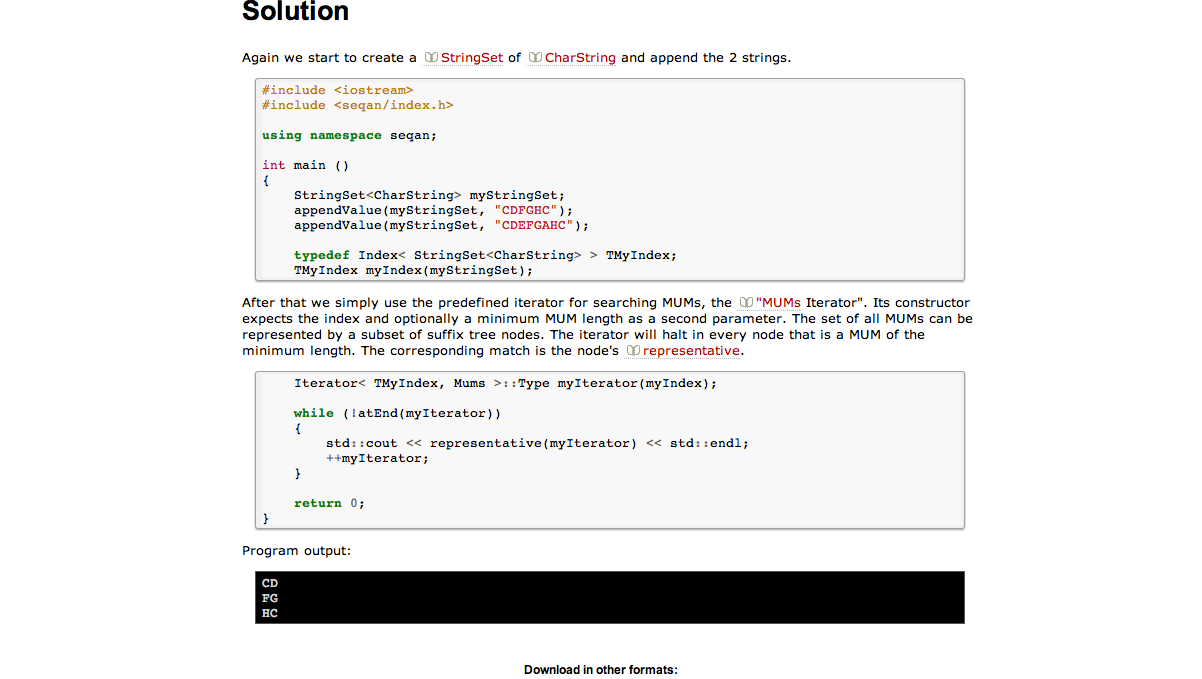 Solution
Again we start to create a StringSet of CharString and append the 2 strings.
#include <iostream>
#include <seqan/index.h>
using namespace seqan;
int main ()
{
StringSet<CharString> myStringSet;
appendValue(myStringSet, "CDFGHC");
appendValue(myStringSet, "CDEFGAHC");
typedef Index< StringSet<CharString> > TMyIndex;
TMyIndex myIndex(myStringSet);
After that we simply use the predefined iterator for searching MUMs, the "MUMs Iterator". Its constructor
expects the index and optionally a minimum MUM length as a second parameter. The set of all MUMs can be
represented by a subset of suffix tree nodes. The iterator will halt in every node that is a MUM of the
minimum length. The corresponding match is the node's representative.
Iterator< TMyIndex, Mums >::Type myIterator(myIndex);
while (!atEnd(myIterator))
{
std::cout << representative(myIterator) << std::endl;
++myIterator;
}
return 0;
}
Program output:
CD
FG
HC
Download in other formats: